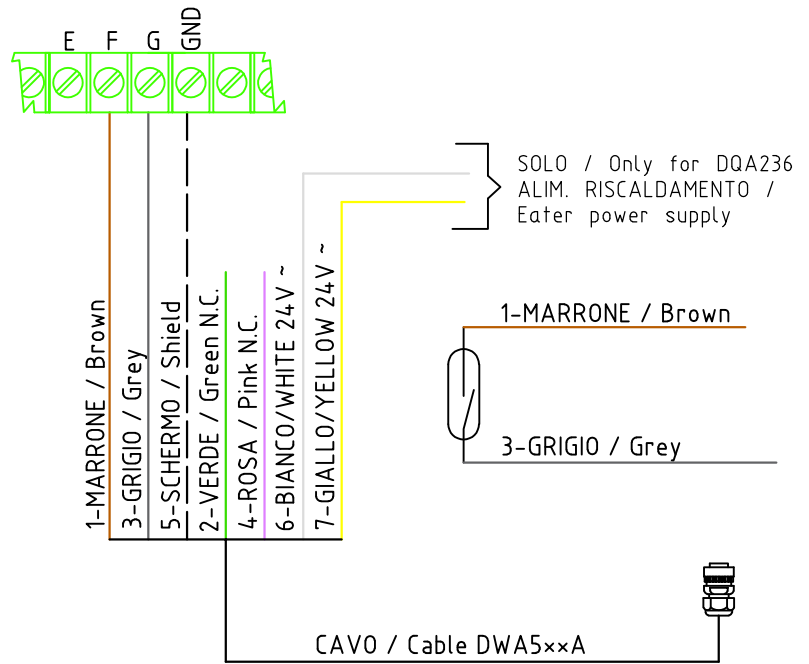 E F G GND
SOLO / Only for DQA236
ALIM. RISCALDAMENTO /
Eater power supply
1-MARRONE / Brown
3-GRIGIO / Grey
5-SCHERMO / Shield
2-VERDE / Green N.C.
4-ROSA / Pink N.C.
6-BIANCO/WHITE 24V ~
7-GIALLO/YELLOW 24V ~
1-MARRONE / Brown
3-GRIGIO / Grey
CAVO / Cable DWA5××A